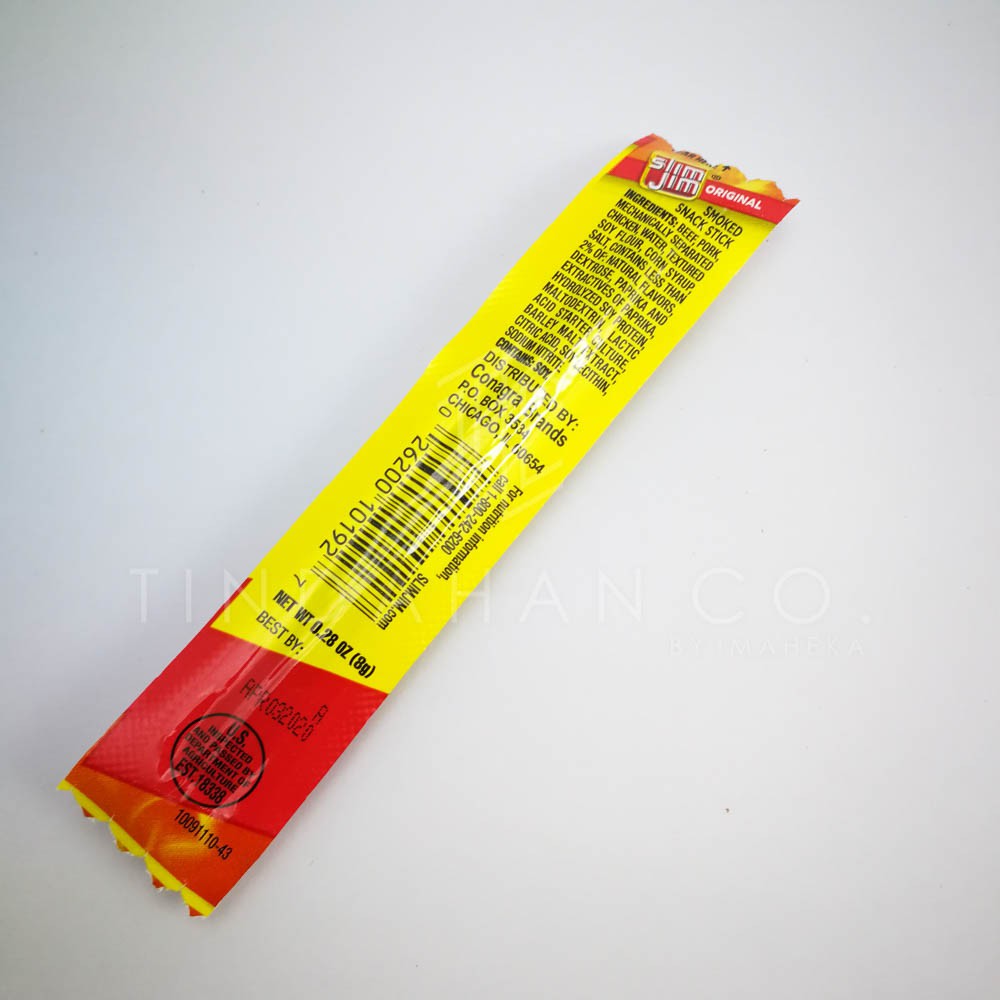 SLIM
JIM
ORIGINAL
SMOKED
SNACK STICK
INGREDIENTS: BEEF, PORK,
MECHANICALLY SEPARATED
CHICKEN, WATER, TEXTURED
SOY FLOUR, CORN SYRUP,
SALT, CONTAINS LESS THAN
2% OF: NATURAL FLAVORS,
DEXTROSE, PAPRIKA AND
EXTRACTIVES OF PAPRIKA,
HYDROLYZED SOY PROTEIN,
MALTODEXTRIN, LACTIC
ACID STARTER CULTURE,
BARLEY MALT EXTRACT,
CITRIC ACID, SOY LECITHIN,
SODIUM NITRITE.
CONTAINS: SOY.
DISTRIBUTED BY:
Conagra Brands
P.O. BOX 3534
CHICAGO, IL 60654
0 26200 10192 7
For nutrition information,
call 1-800-242-6200
SLIMJIM.com
NET WT 0.28 OZ (8g)
BEST BY:
APR032020 A
U.S.
INSPECTED
AND PASSED BY
DEPARTMENT OF
AGRICULTURE
EST. 18338
10091110-43
TINDAHAN CO.
BY MAHEKA